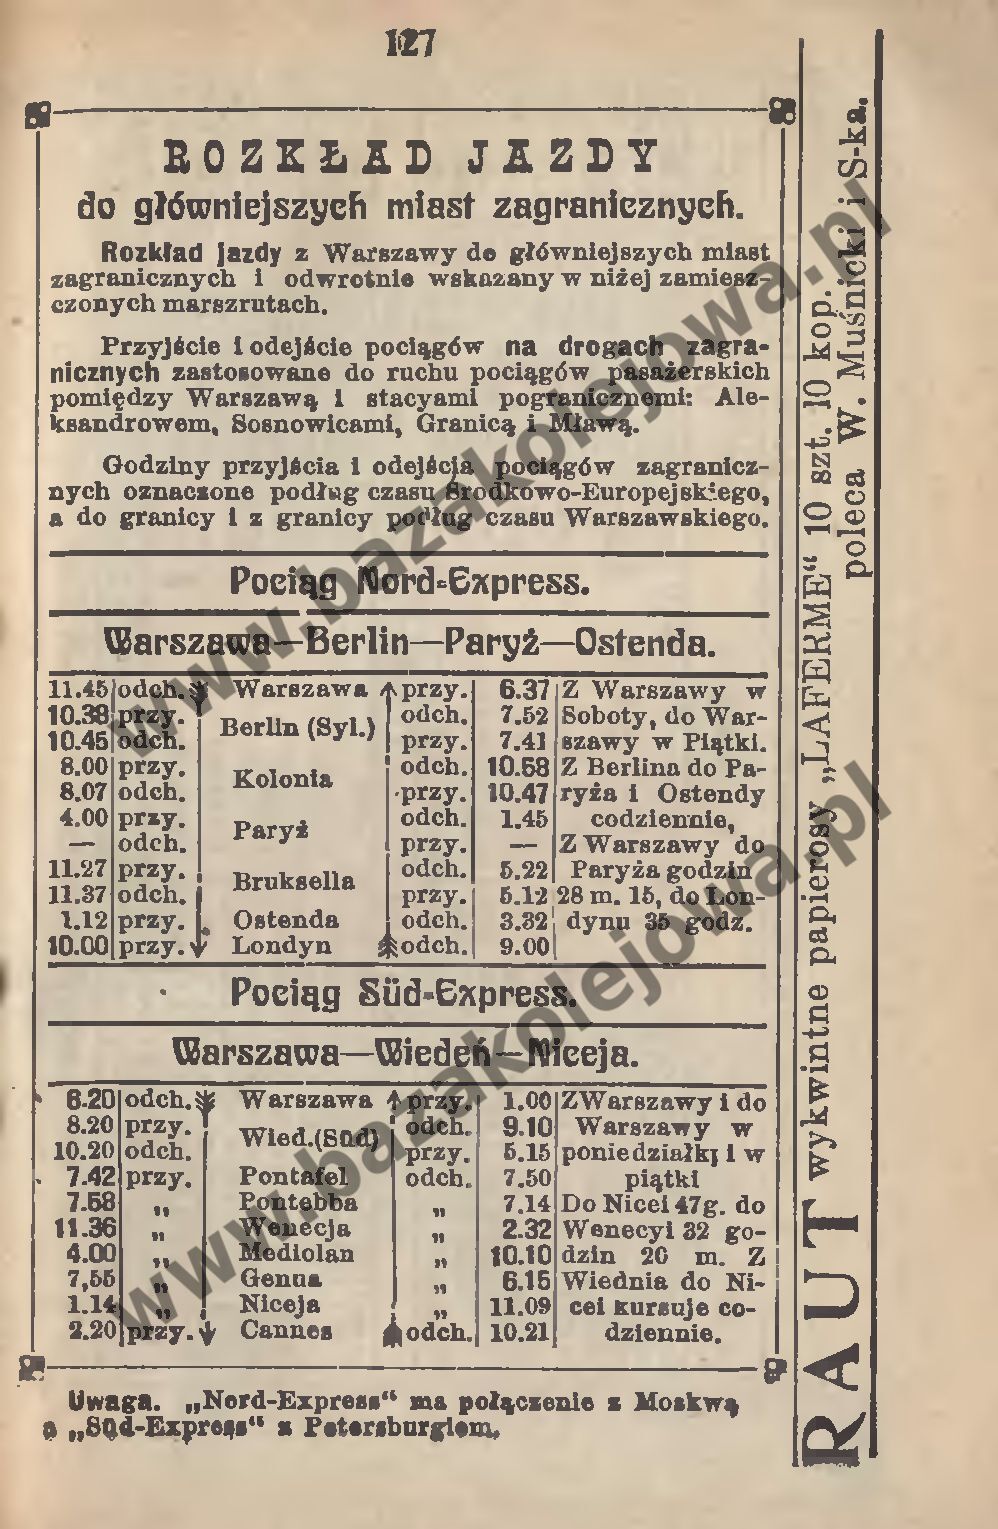 127
ROZKŁAD JAZDY
do główniejszych miast zagranicznych.
Rozkład jazdy z Warszawy do główniejszych miast
zagranicznych i odwrotnie wskazany w niżej zamiesz-
czonych marszrutach.
Przyjście i odejście pociągów na drogach zagra-
nicznych zastosowane do ruchu pociągów pasażerskich
pomiędzy Warszawą i stacyami pogranicznemi: Ale-
ksandrowem, Sosnowicami, Granicą i Mławą.
Godziny przyjścia i odejścia pociągów zagranicz-
nych oznaczone podług czasu Środkowo-Europejskiego,
a do granicy i z granicy podług czasu Warszawskiego.
Pociąg Nord-Express.
Warszawa—Berlin—Paryż—Ostenda.
11.45 odch. Warszawa przy. 6.37 Z Warszawy w
10.38 przy. Berlin (Syl.) odch. 7.52 Soboty, do War-
10.45 odch. przy. 7.41 szawy w Piątki.
8.00 przy. Kolonia odch. 10.58 Z Berlina do Pa-
8.07 odch. przy. 10.47 ryża i Ostendy
4.00 przy. Paryż odch. 1.45 codziennie,
— odch. przy. — Z Warszawy do
11.27 przy. Bruksella odch. 5.22 Paryża godzin
11.37 odch. przy. 5.12 28 m. 15, do Lon-
1.12 przy. Ostenda odch. 3.32 dynu 35 godz.
10.00 przy. Londyn odch. 9.00
Pociąg Süd-Express.
Warszawa—Wiedeń—Niceja.
6.20 odch. Warszawa przy. 1.00 Z Warszawy i do
8.20 przy. Wied.(Süd) odch. 9.10 Warszawy w
10.20 odch. przy. 5.15 poniedziałki i w
7.42 przy. Pontafel odch. 7.50 piątki
7.58 „ Pontebba „ 7.14 Do Nicei 47g. do
11.36 „ Wenecja „ 2.32 Wenecyi 32 go-
4.00 „ Mediolan „ 10.10 dzin 20 m. Z
7,55 „ Genua „ 6.15 Wiednia do Ni-
1.14 „ Niceja „ 11.09 cei kursuje co-
2.20 przy. Cannes odch. 10.21 dziennie.
Uwaga. „Nord-Express“ ma połączenie z Moskwą
a „Süd-Express“ z Petersburgiem.
RAUT wykwintne papierosy „LAFERME“ 10 szt. 10 kop.
poleca W. Muśnicki i S-ka.
www.bazakolejowa.pl
www.bazakolejowa.pl